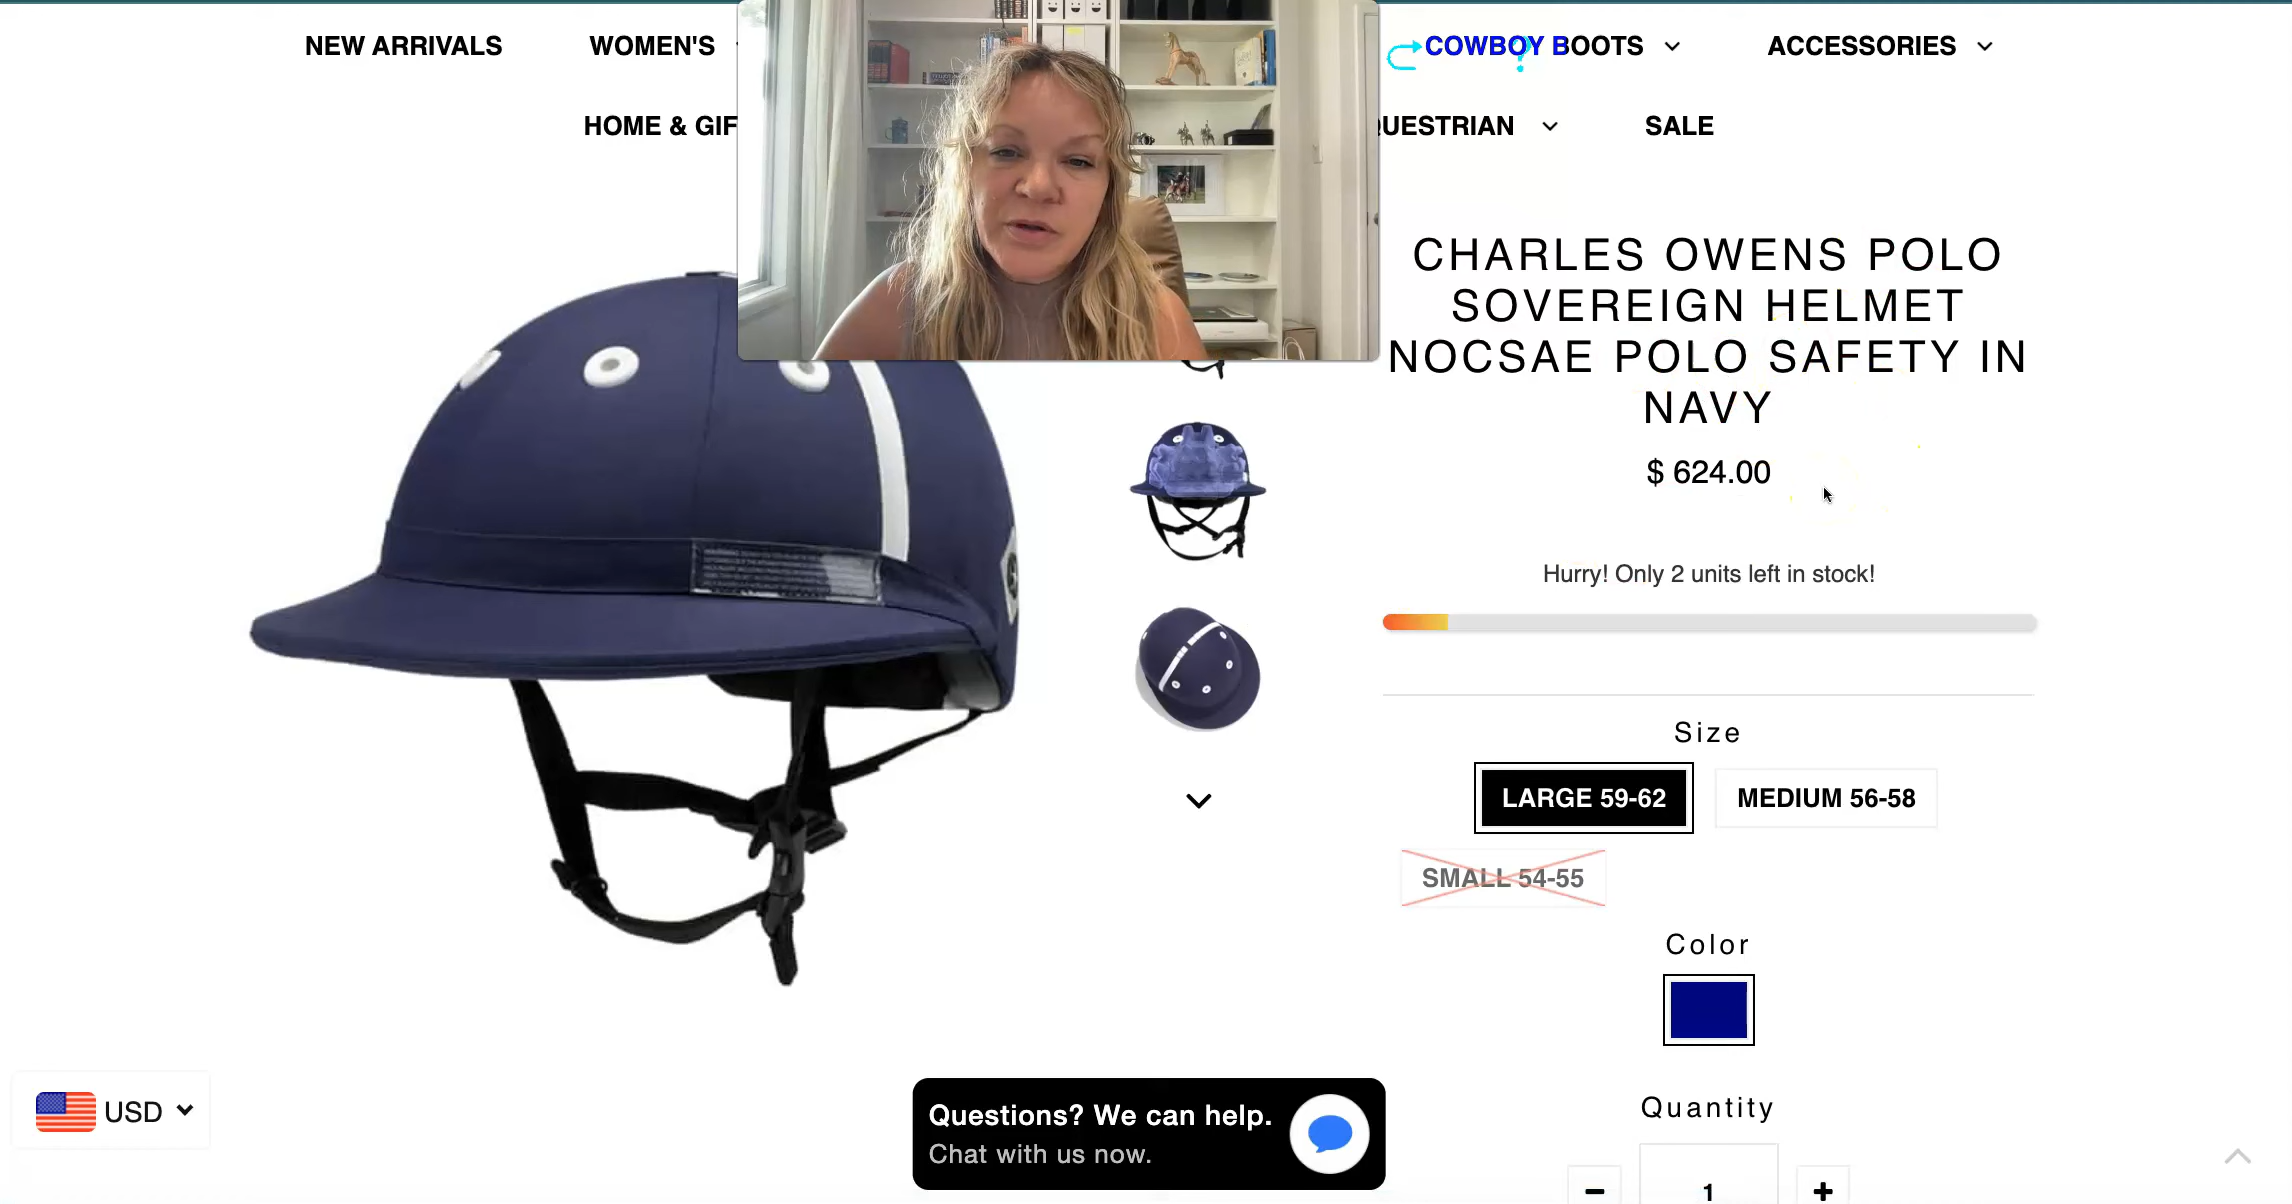 NEW ARRIVALS
WOMEN'S
COWBOY BOOTS
ACCESSORIES
HOME & GIF
QUESTRIAN
SALE
CHARLES OWENS POLO
SOVEREIGN HELMET
NOCSAE POLO SAFETY IN
NAVY
$ 624.00
Hurry! Only 2 units left in stock!
Size
LARGE 59-62
MEDIUM 56-58
SMALL 54-55
Color
Quantity
1
USD
Questions? We can help.
Chat with us now.